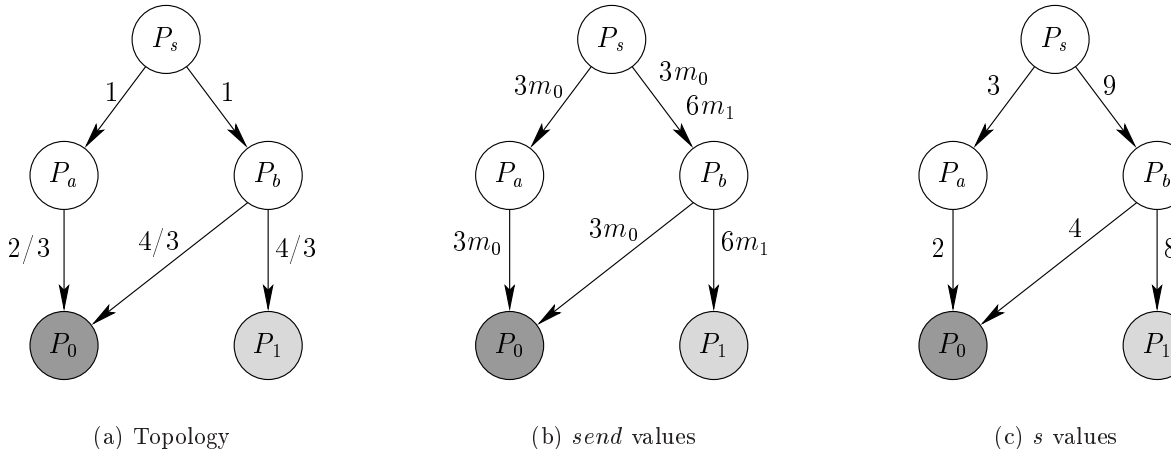 P_s
1
1
P_a
P_b
2/3
4/3
4/3
P_0
P_1
(a) Topology
P_s
3m_0
3m_0
6m_1
P_a
P_b
3m_0
3m_0
6m_1
P_0
P_1
(b) send values
P_s
3
9
P_a
P_b
2
4
8
P_0
P_1
(c) s values